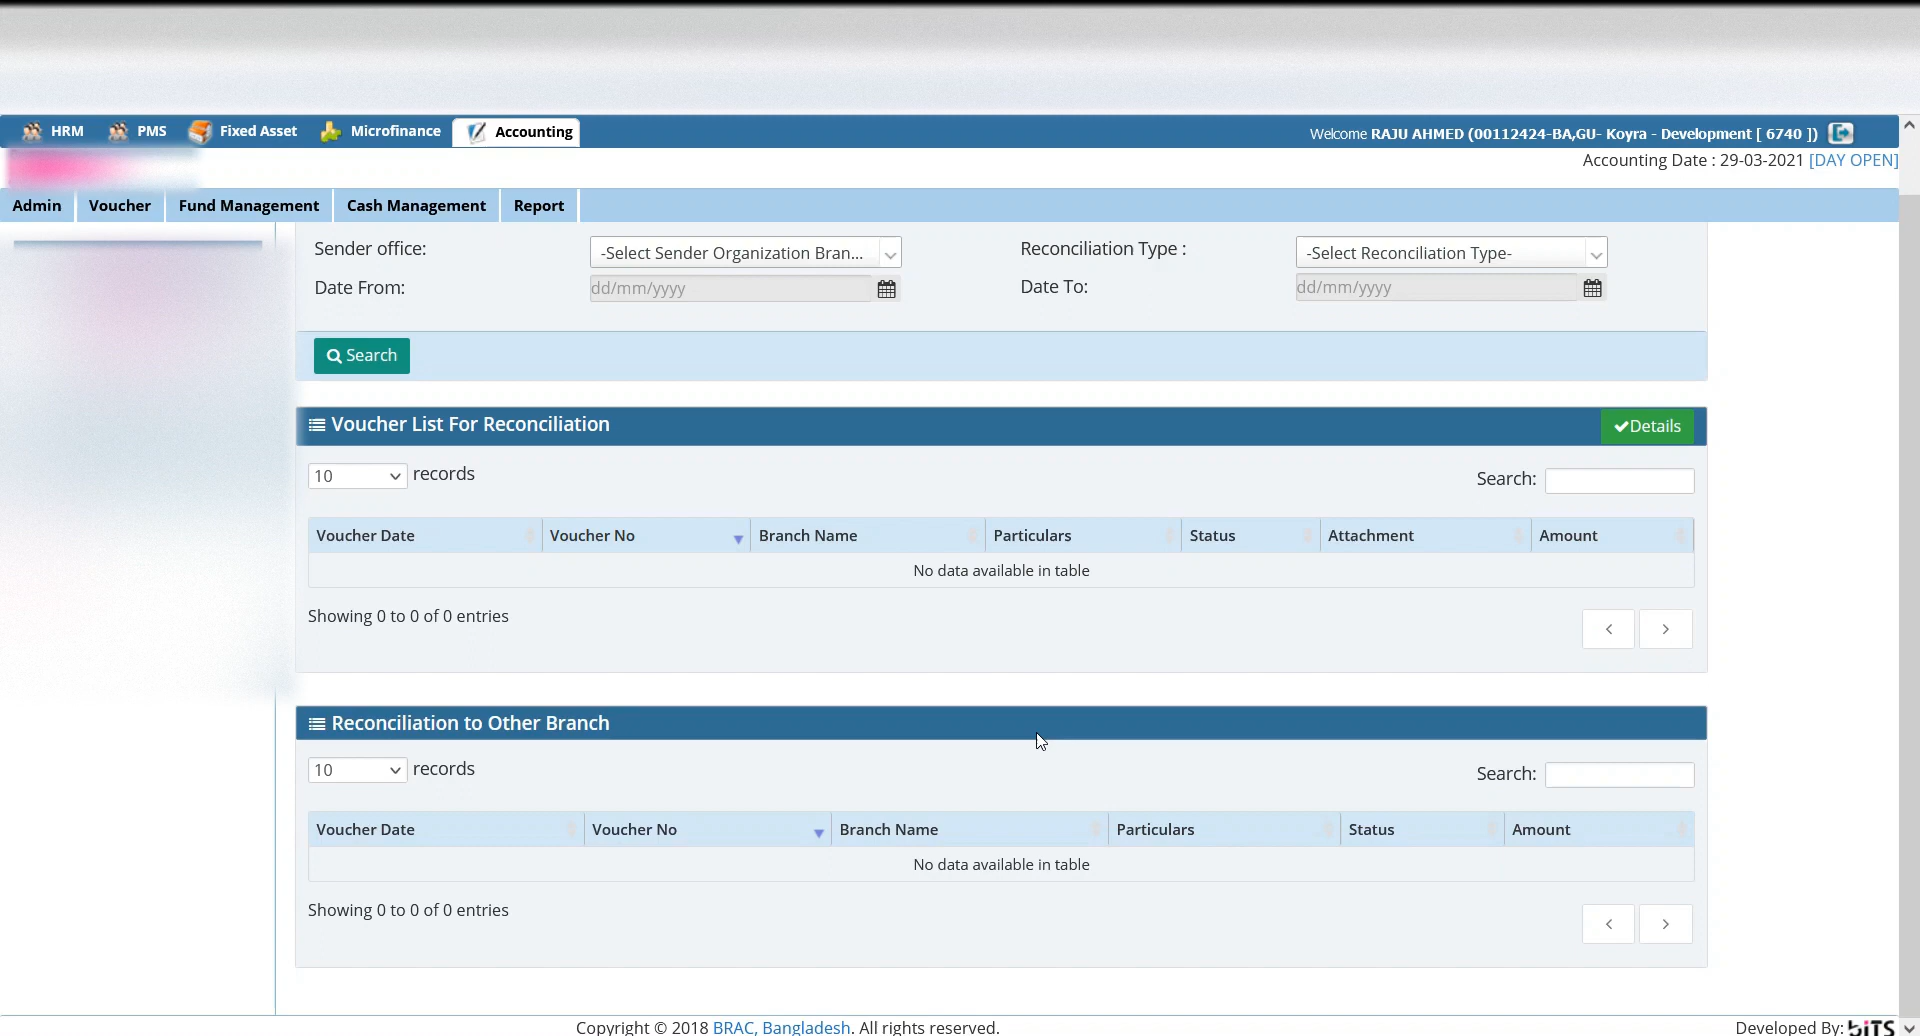 HRM PMS Fixed Asset Microfinance Accounting
Welcome RAJU AHMED (00112424-BA,GU- Koyra - Development [ 6740 ])
Accounting Date : 29-03-2021 [DAY OPEN]
Admin Voucher Fund Management Cash Management Report
Sender office: -Select Sender Organization Bran... Reconciliation Type : -Select Reconciliation Type-
Date From: dd/mm/yyyy Date To: dd/mm/yyyy
Search
Voucher List For Reconciliation Details
10 records Search:
Voucher Date Voucher No Branch Name Particulars Status Attachment Amount
No data available in table
Showing 0 to 0 of 0 entries
Reconciliation to Other Branch
10 records Search:
Voucher Date Voucher No Branch Name Particulars Status Amount
No data available in table
Showing 0 to 0 of 0 entries
Copyright © 2018 BRAC, Bangladesh. All rights reserved. Developed By: biTS